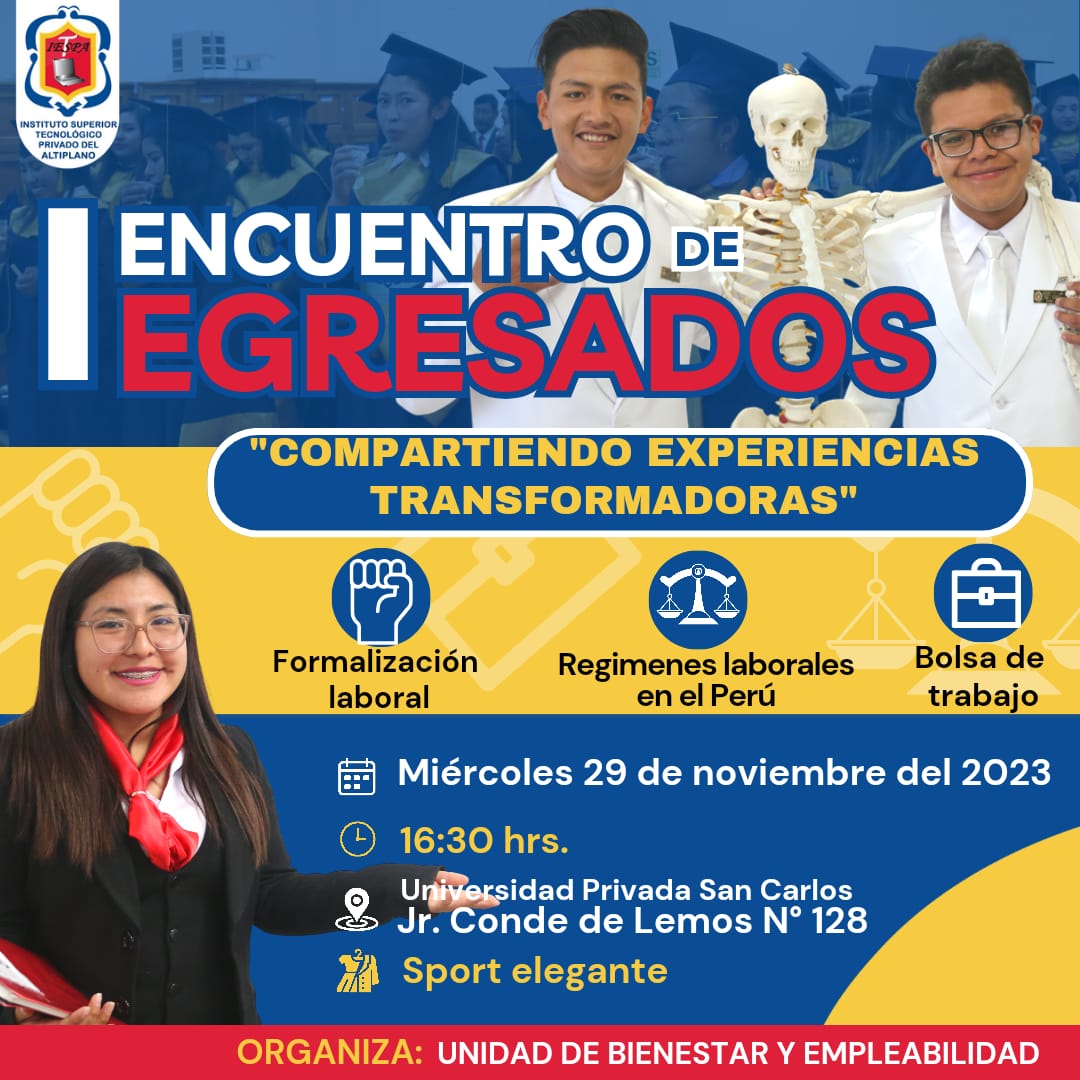 IESPA
INSTITUTO SUPERIOR
TECNOLÓGICO
PRIVADO DEL
ALTIPLANO
I ENCUENTRO DE
EGRESADOS
"COMPARTIENDO EXPERIENCIAS
TRANSFORMADORAS"
Formalización
laboral
Regimenes laborales
en el Perú
Bolsa de
trabajo
Miércoles 29 de noviembre del 2023
16:30 hrs.
Universidad Privada San Carlos
Jr. Conde de Lemos N° 128
Sport elegante
ORGANIZA: UNIDAD DE BIENESTAR Y EMPLEABILIDAD